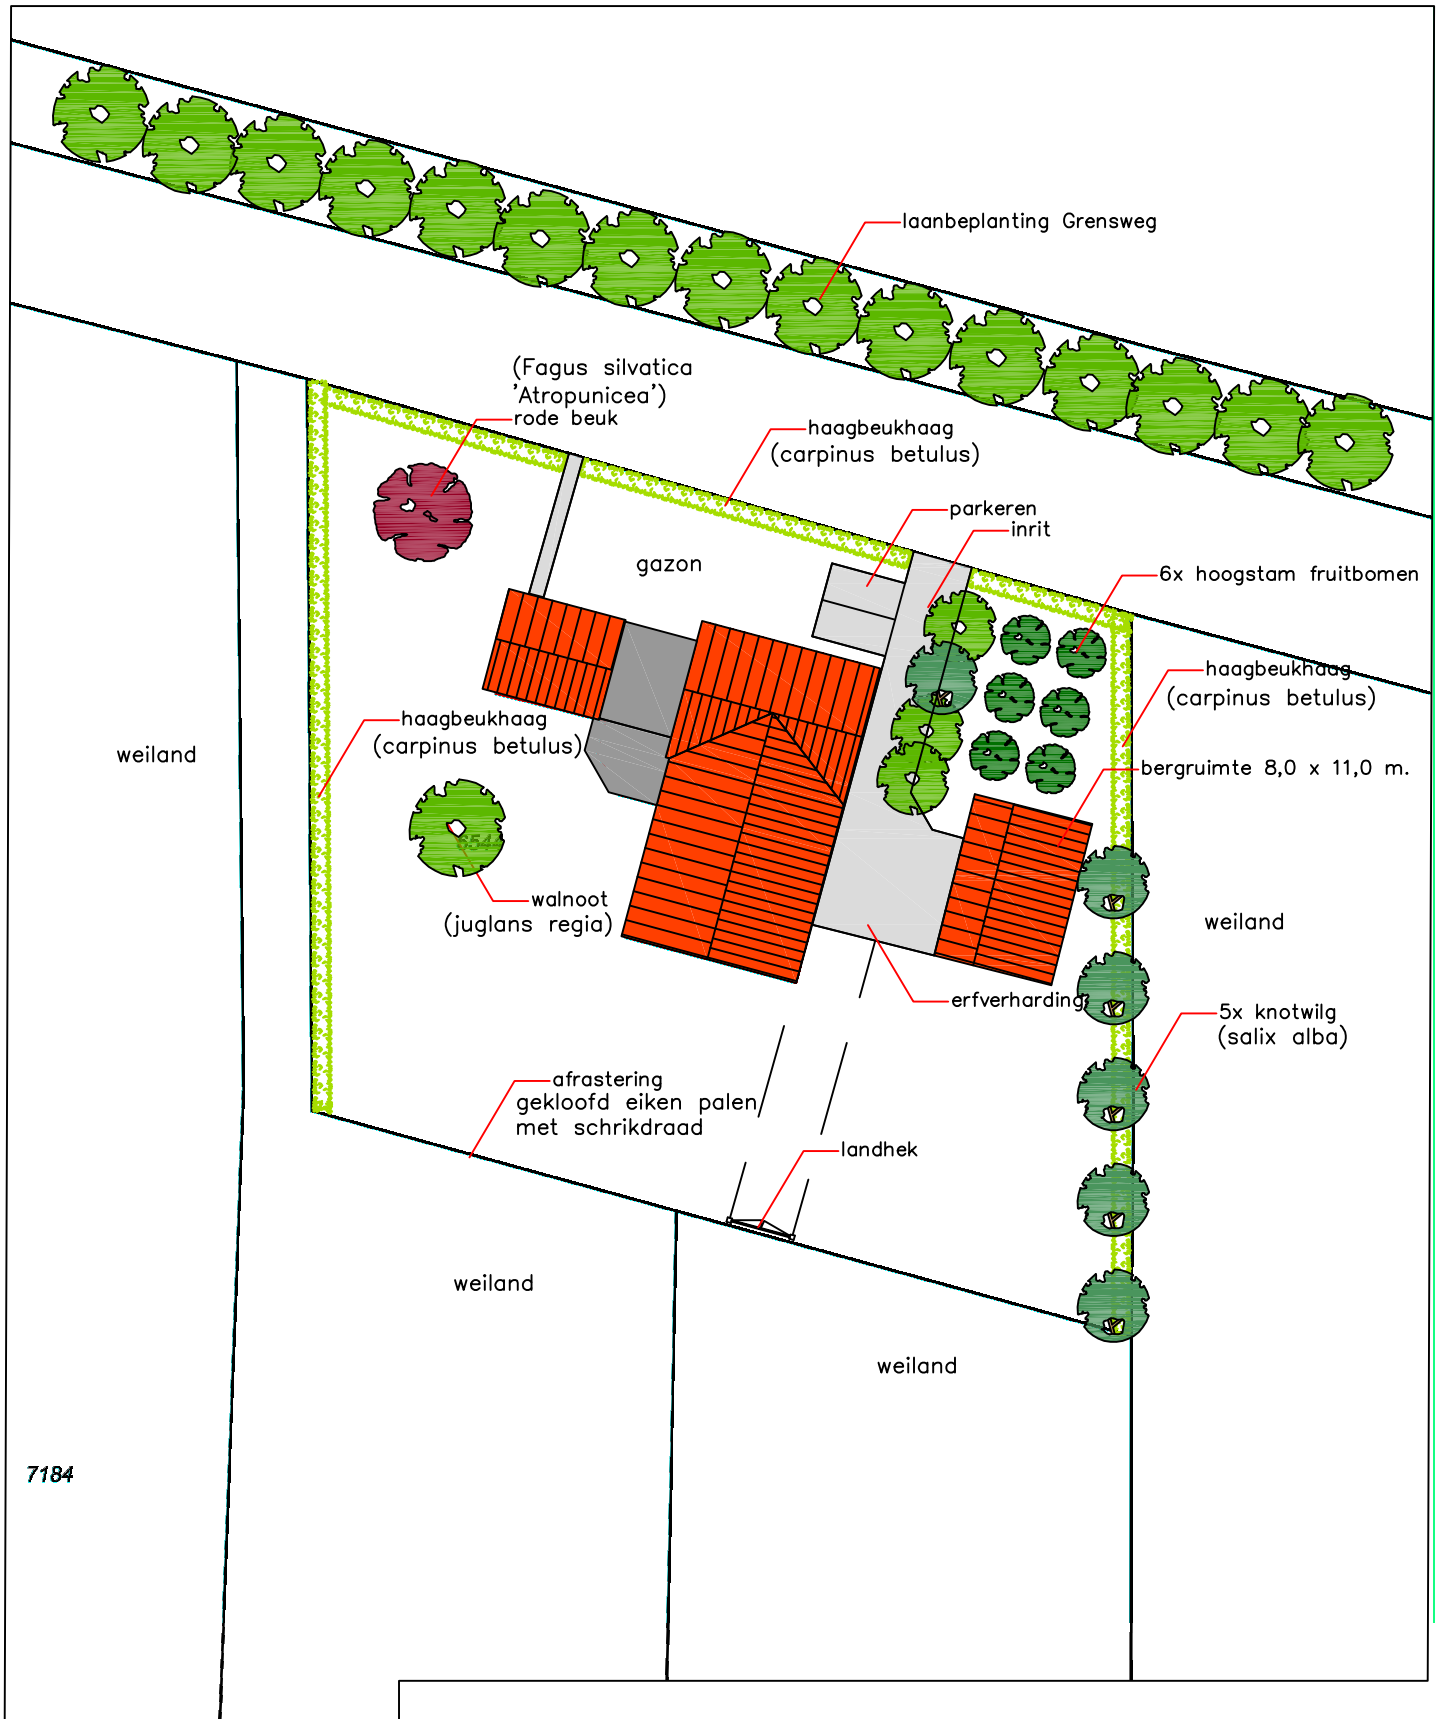 laanbeplanting Grensweg
(Fagus silvatica
'Atropunicea')
rode beuk
haagbeukhaag
(carpinus betulus)
parkeren
inrit
gazon
6x hoogstam fruitbomen
haagbeukhaag
(carpinus betulus)
haagbeukhaag
(carpinus betulus)
weiland
bergruimte 8,0 x 11,0 m.
walnoot
(juglans regia)
weiland
erfverharding
5x knotwilg
(salix alba)
afrastering
gekloofd eiken palen
met schrikdraad
landhek
weiland
weiland
7184